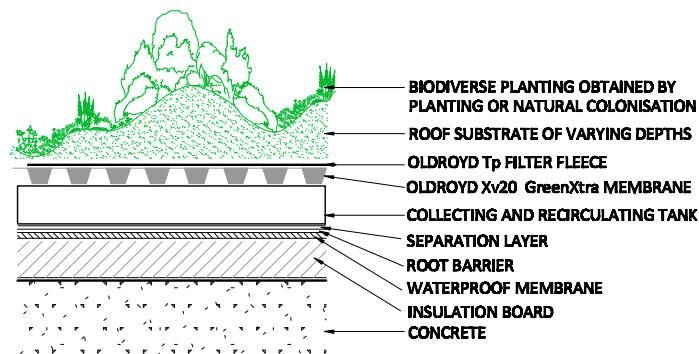 BIODIVERSE PLANTING OBTAINED BY
PLANTING OR NATURAL COLONISATION
ROOF SUBSTRATE OF VARYING DEPTHS
OLDROYD Tp FILTER FLEECE
OLDROYD Xv20 GreenXtra MEMBRANE
COLLECTING AND RECIRCULATING TANK
SEPARATION LAYER
ROOT BARRIER
WATERPROOF MEMBRANE
INSULATION BOARD
CONCRETE